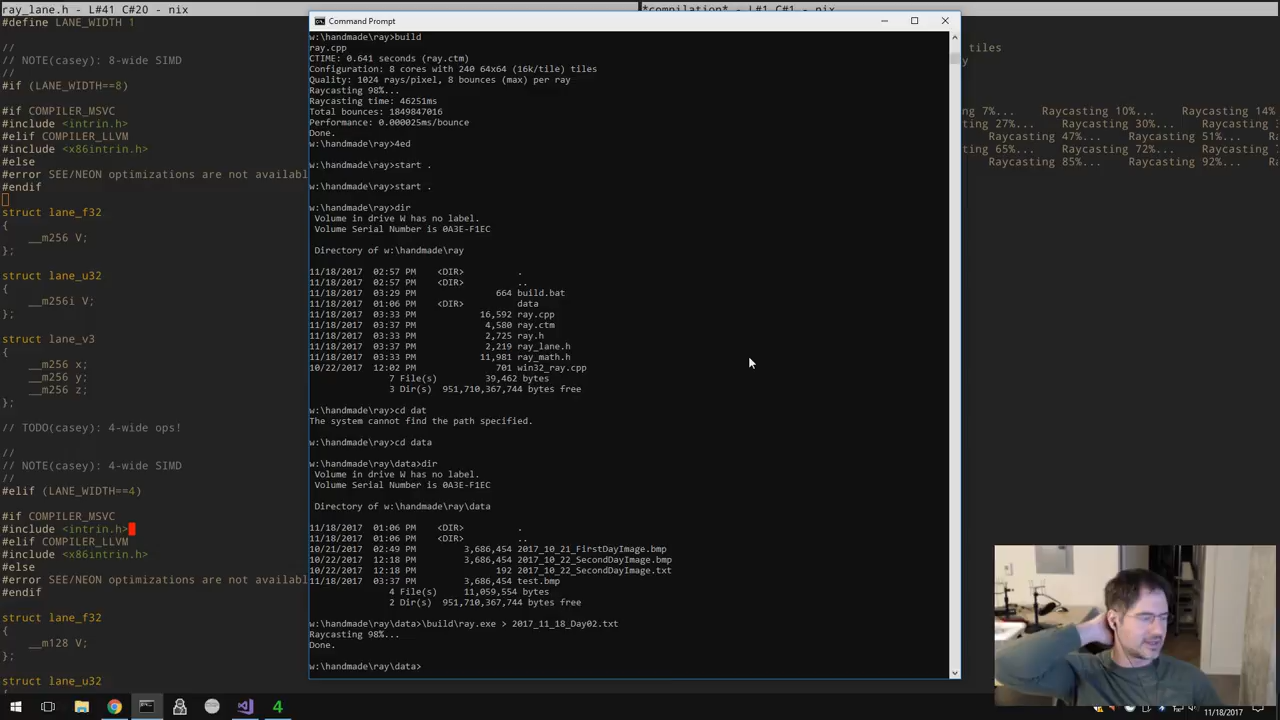 ray_lane.h - L#41 C#20 - nix
*compilation* - L#1 C#1 - nix
#define LANE_WIDTH 1
//
// NOTE(casey): 8-wide SIMD
//
#if (LANE_WIDTH==8)
#if COMPILER_MSVC
#include <intrin.h>
#elif COMPILER_LLVM
#include <x86intrin.h>
#else
#error SEE/NEON optimizations are not availabl
#endif
struct lane_f32
{
__m256 V;
};
struct lane_u32
{
__m256i V;
};
struct lane_v3
{
__m256 x;
__m256 y;
__m256 z;
};
// TODO(casey): 4-wide ops!
//
// NOTE(casey): 4-wide SIMD
//
#elif (LANE_WIDTH==4)
#if COMPILER_MSVC
#include <intrin.h>
#elif COMPILER_LLVM
#include <x86intrin.h>
#else
#error SEE/NEON optimizations are not availabl
#endif
struct lane_f32
{
__m128 V;
};
struct lane_u32
Command Prompt
w:\handmade\ray>build
ray.cpp
CTIME: 0.641 seconds (ray.ctm)
Configuration: 8 cores with 240 64x64 (16k/tile) tiles
Quality: 1024 rays/pixel, 8 bounces (max) per ray
Raycasting 98%...
Raycasting time: 46251ms
Total bounces: 1849847016
Performance: 0.000025ms/bounce
Done.
w:\handmade\ray>4ed
w:\handmade\ray>start .
w:\handmade\ray>start .
w:\handmade\ray>dir
Volume in drive W has no label.
Volume Serial Number is 0A3E-F1EC
Directory of w:\handmade\ray
11/18/2017 02:57 PM <DIR> .
11/18/2017 02:57 PM <DIR> ..
11/18/2017 03:29 PM 664 build.bat
11/18/2017 01:06 PM <DIR> data
11/18/2017 03:33 PM 16,592 ray.cpp
11/18/2017 03:37 PM 4,580 ray.ctm
11/18/2017 03:33 PM 2,725 ray.h
11/18/2017 03:33 PM 2,219 ray_lane.h
11/18/2017 03:33 PM 11,981 ray_math.h
10/22/2017 12:02 PM 701 win32_ray.cpp
7 File(s) 39,462 bytes
3 Dir(s) 951,710,367,744 bytes free
w:\handmade\ray>cd dat
The system cannot find the path specified.
w:\handmade\ray>cd data
w:\handmade\ray\data>dir
Volume in drive W has no label.
Volume Serial Number is 0A3E-F1EC
Directory of w:\handmade\ray\data
11/18/2017 01:06 PM <DIR> .
11/18/2017 01:06 PM <DIR> ..
10/21/2017 02:49 PM 3,686,454 2017_10_21_FirstDayImage.bmp
10/22/2017 12:18 PM 3,686,454 2017_10_22_SecondDayImage.bmp
10/22/2017 12:18 PM 192 2017_10_22_SecondDayImage.txt
11/18/2017 03:37 PM 3,686,454 test.bmp
4 File(s) 11,059,554 bytes
2 Dir(s) 951,710,367,744 bytes free
w:\handmade\ray\data>\build\ray.exe > 2017_11_18_Day02.txt
Raycasting 98%...
Done.
w:\handmade\ray\data>
tiles
y
ting 7%... Raycasting 10%... Raycasting 14%
ting 27%... Raycasting 30%... Raycasting 3
ting 47%... Raycasting 51%...
ting 65%... Raycasting 72%...
Raycasting 85%... Raycasting 92%...
4
11/18/2017